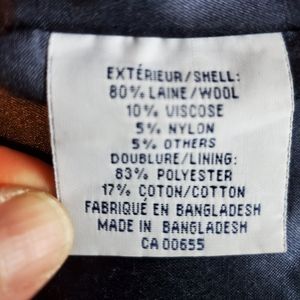 EXTÉRIEUR/SHELL:
80% LAINE/WOOL
10% VISCOSE
5% NYLON
5% OTHERS
DOUBLURE/LINING:
83% POLYESTER
17% COTON/COTTON
FABRIQUÉ EN BANGLADESH
MADE IN BANGLADESH
CA 00655